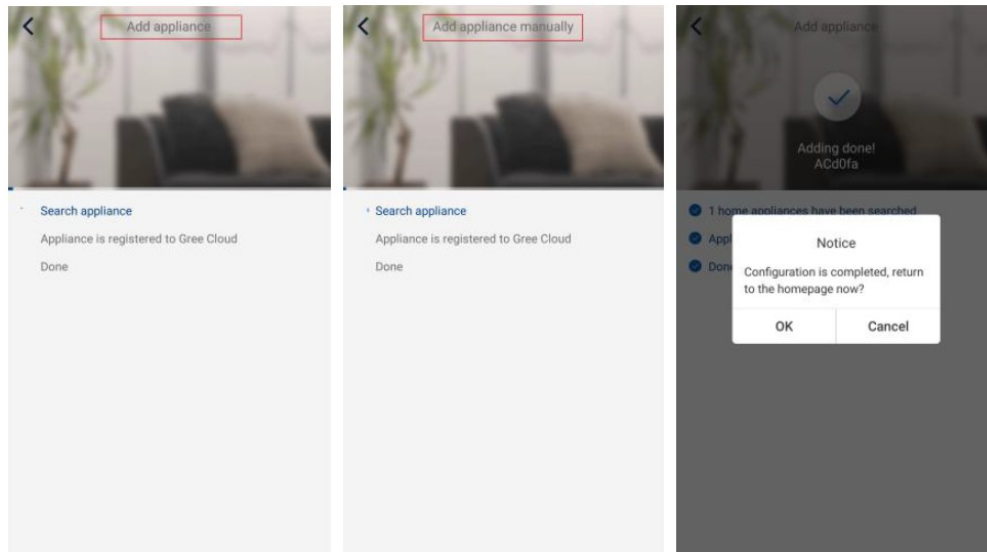 Add appliance
Search appliance
Appliance is registered to Gree Cloud
Done
Add appliance manually
Search appliance
Appliance is registered to Gree Cloud
Done
Add appliance
Adding done!
ACd0fa
1 home appliances have been searched
Appl
Done
Notice
Configuration is completed, return
to the homepage now?
OK
Cancel